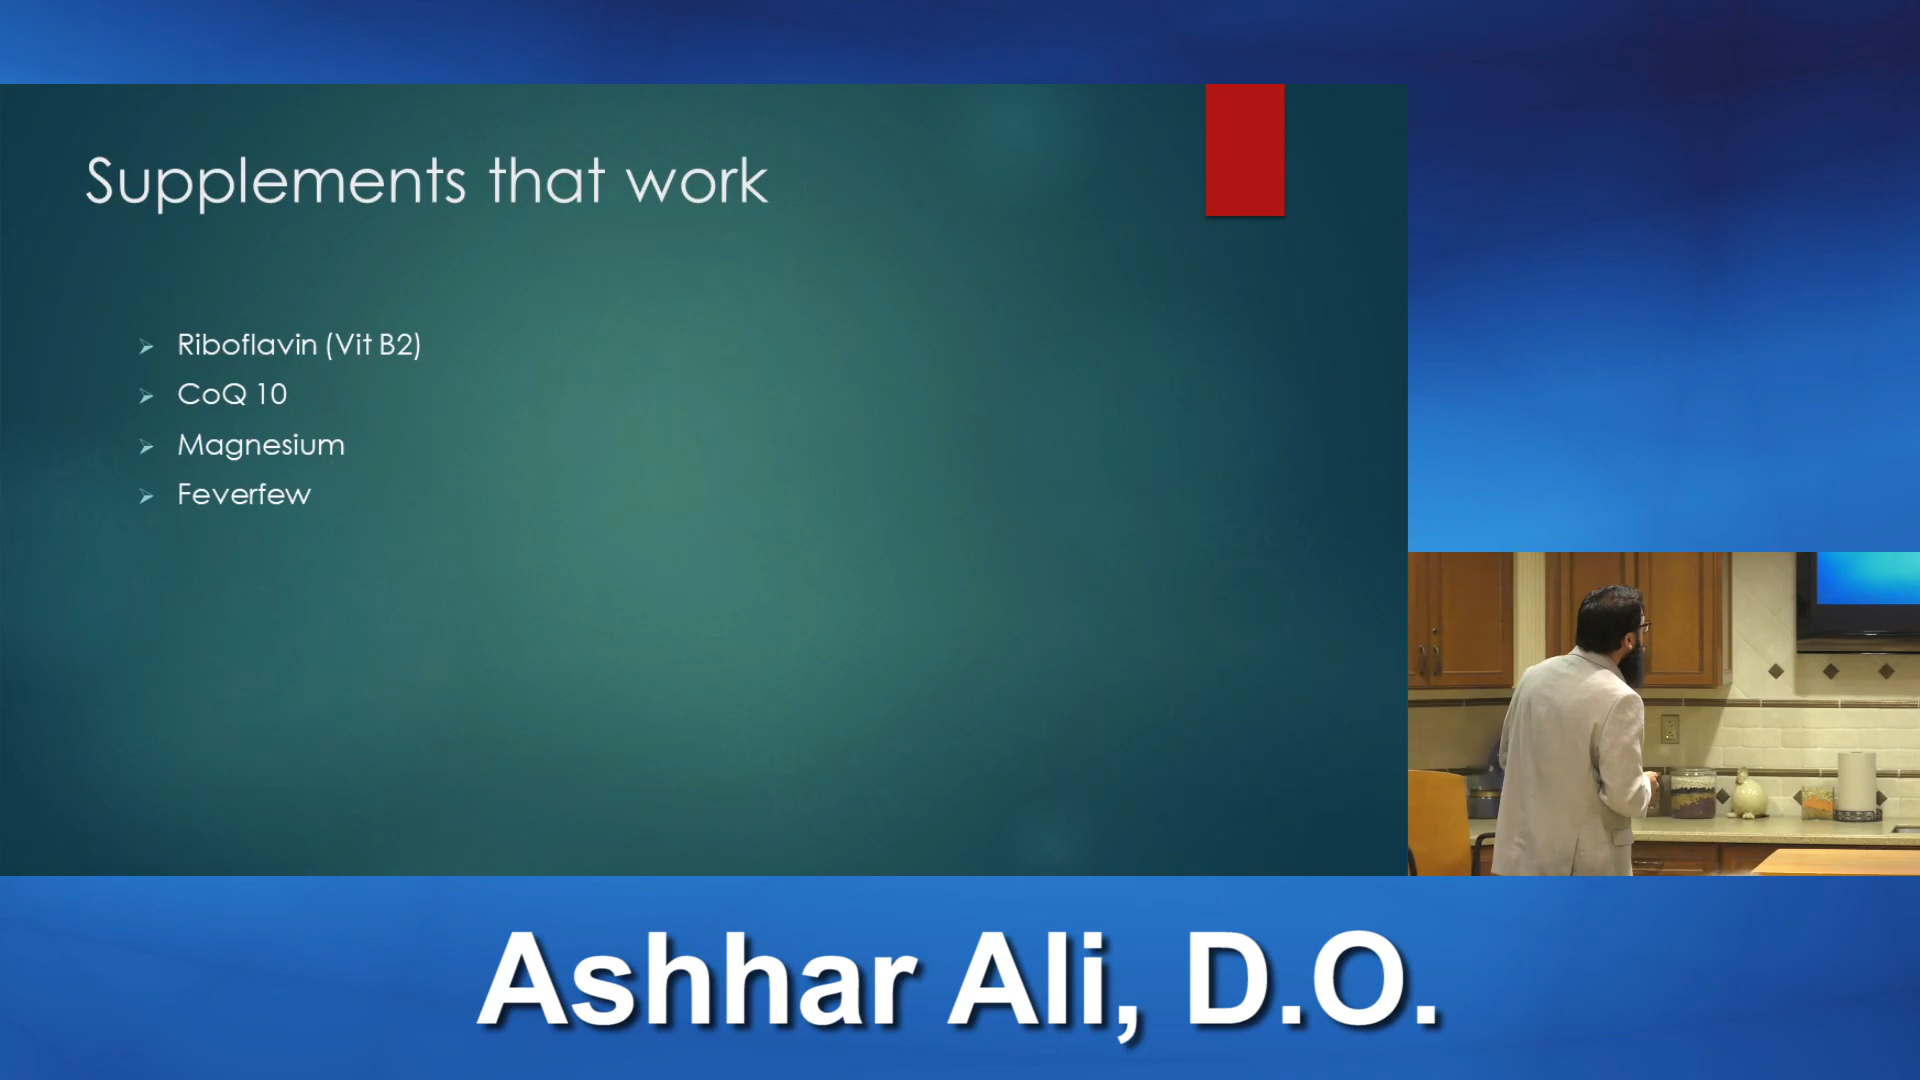 Supplements that work
Riboflavin (Vit B2)
CoQ 10
Magnesium
Feverfew
Ashhar Ali, D.O.